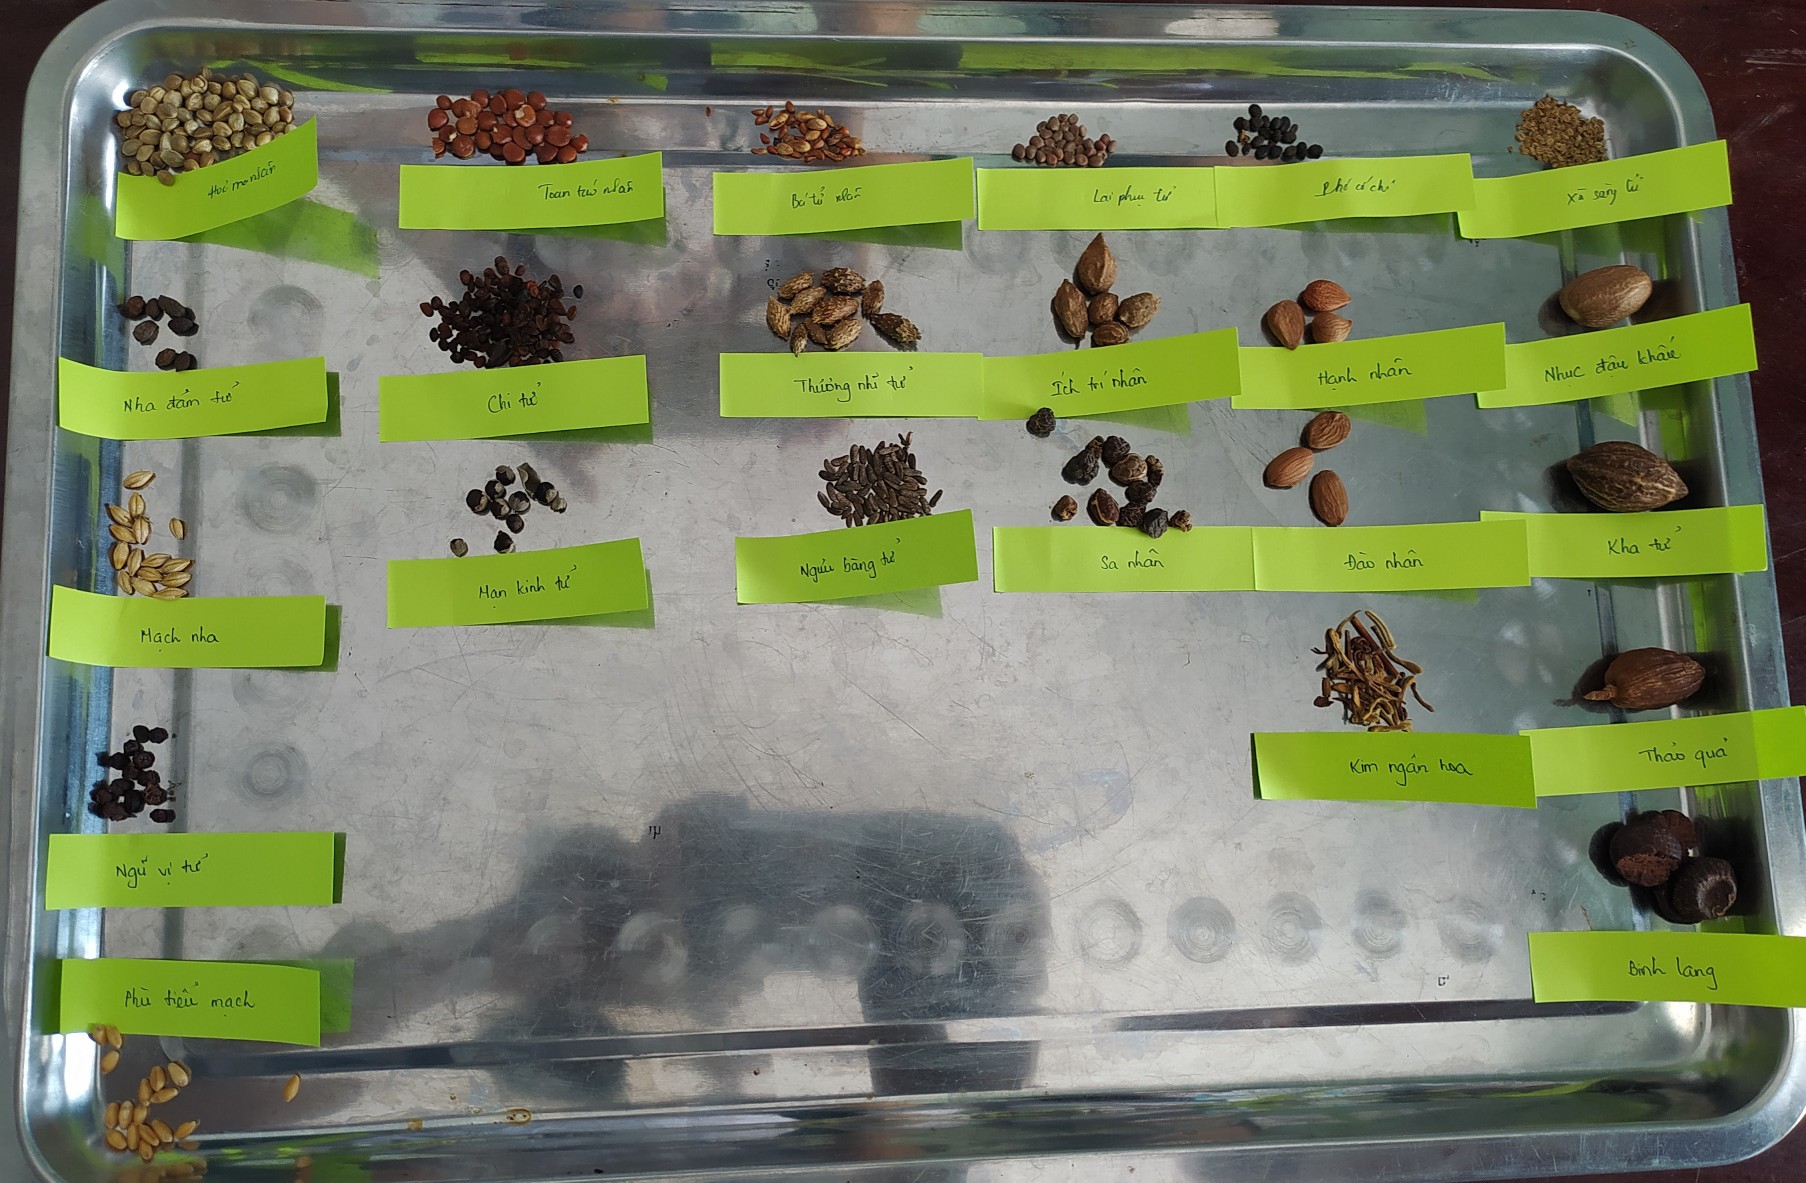 Hoả ma nhân
Toan táo nhân
Bá tử nhân
Lai phục tử
Phá cố chỉ
Xà sàng tử
Nha đảm tử
Chi tử
Thương nhĩ tử
Ích trí nhân
Hạnh nhân
Nhục đậu khấu
Mạch nha
Mạn kinh tử
Ngưu bàng tử
Sa nhân
Đào nhân
Kha tử
Kim ngân hoa
Thảo quả
Ngũ vị tử
Phù tiểu mạch
Binh lang